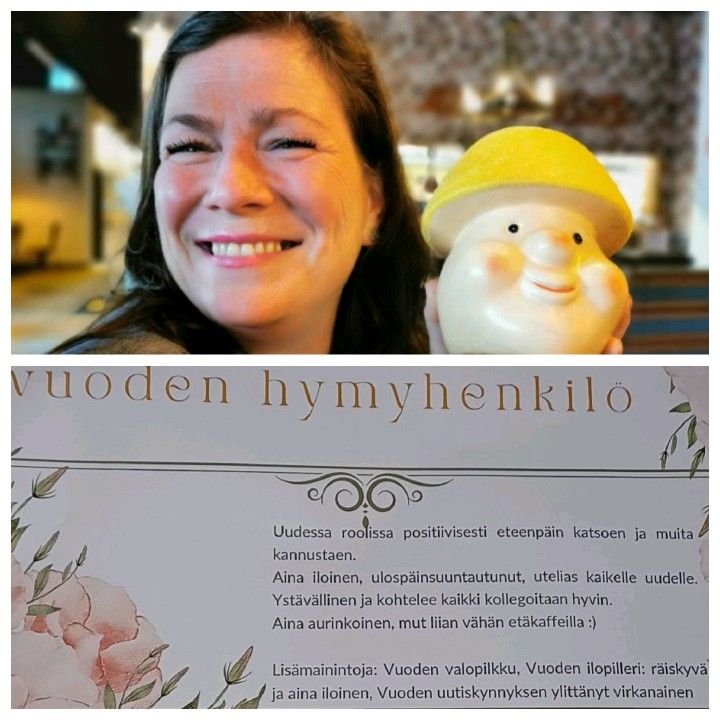 vuoden hymyhenkilö
Uudessa roolissa positiivisesti eteenpäin katsoen ja muita
kannustaen.
Aina iloinen, ulospäinsuuntautunut, utelias kaikelle uudelle.
Ystävällinen ja kohtelee kaikki kollegoitaan hyvin.
Aina aurinkoinen, mut liian vähän etäkaffeilla :)
Lisämainintoja: Vuoden valopilkku, Vuoden ilopilleri: räiskyvä
ja aina iloinen, Vuoden uutiskynnyksen ylittänyt virkanainen